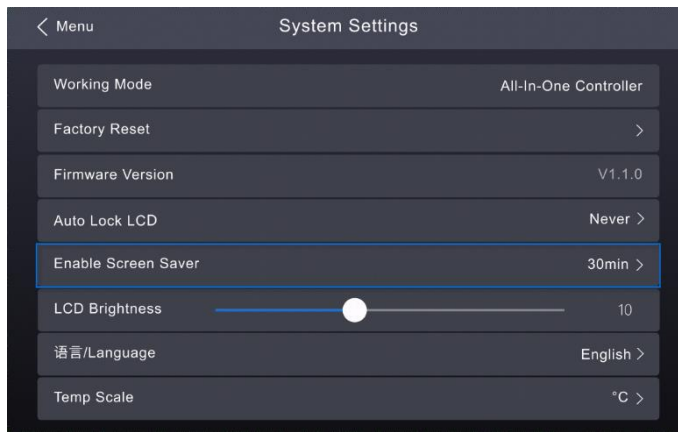 Menu
System Settings
Working Mode All-In-One Controller
Factory Reset
Firmware Version V1.1.0
Auto Lock LCD Never
Enable Screen Saver 30min
LCD Brightness 10
语言/Language English
Temp Scale °C